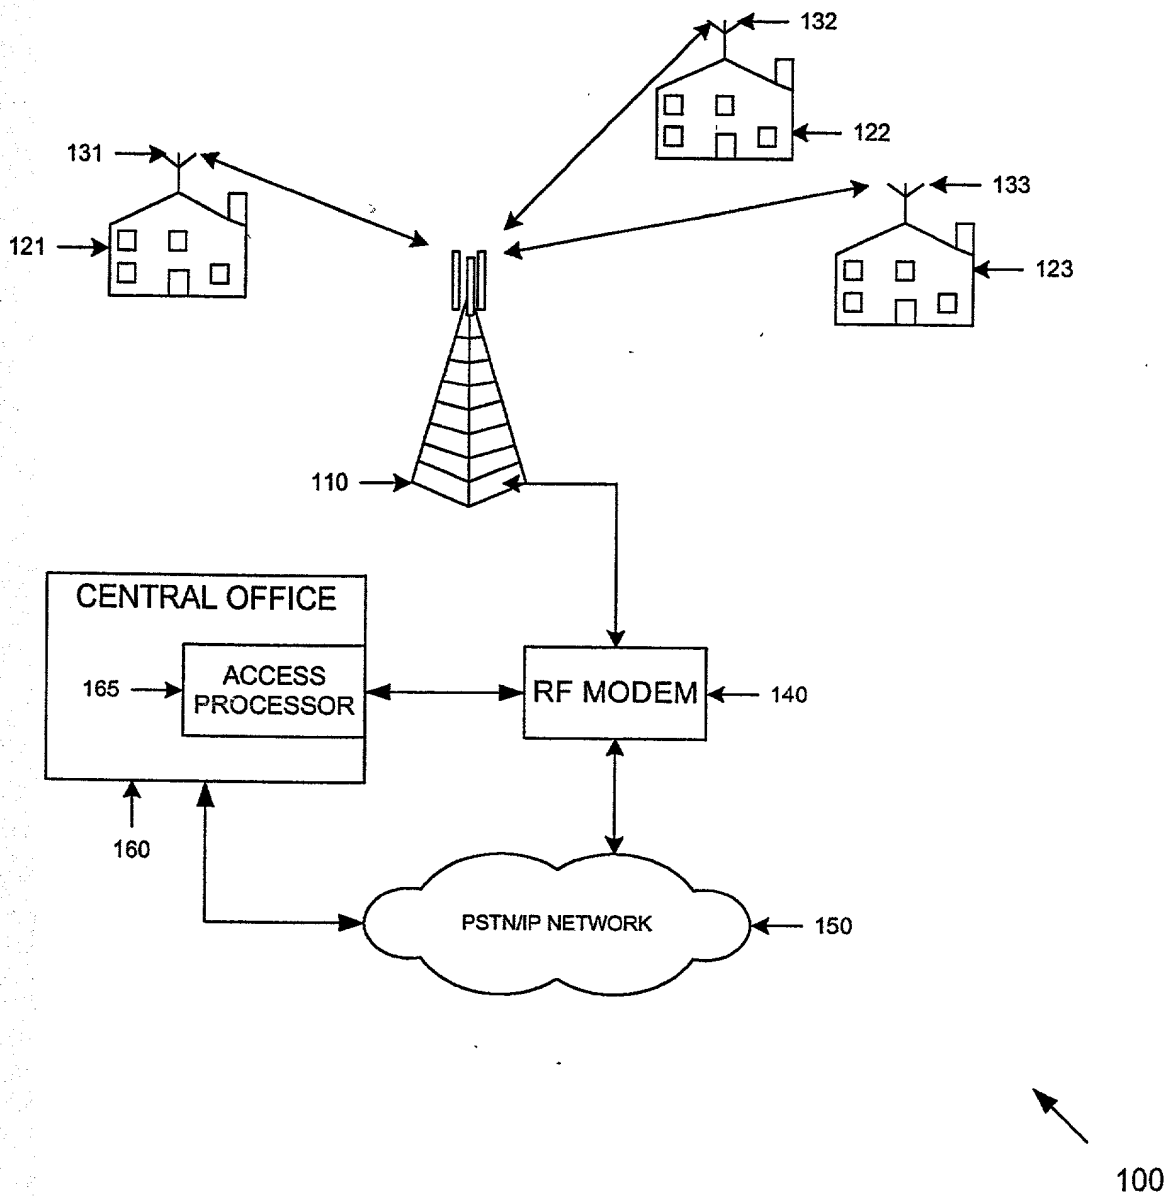 132
122
131
133
121
123
110
CENTRAL OFFICE
ACCESS
PROCESSOR
165
RF MODEM
140
160
PSTN/IP NETWORK
150
100